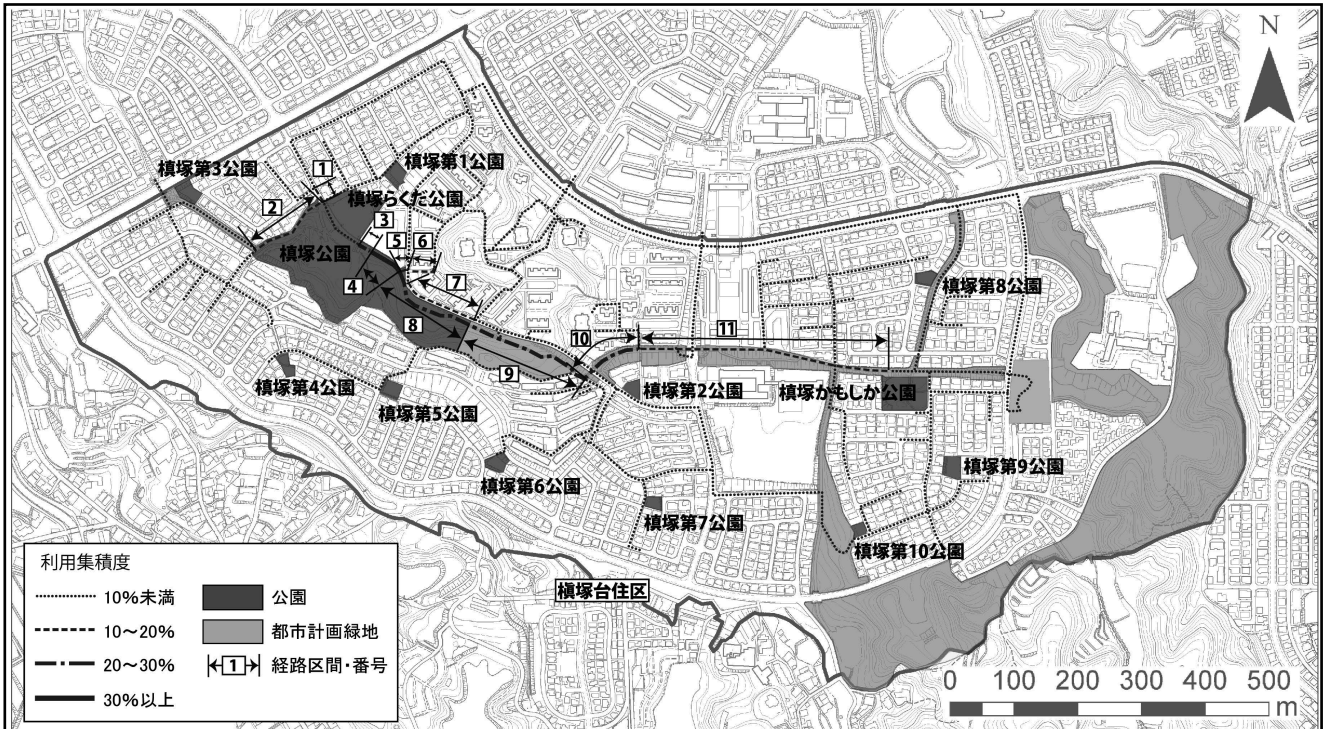 N
槙塚第3公園
1
槙塚第1公園
槙塚らくだ公園
2
3
槙塚公園
5
6
4
7
8
槙塚第8公園
10
11
9
槙塚第4公園
槙塚第5公園
槙塚第2公園
槙塚かもしか公園
槙塚第6公園
槙塚第9公園
槙塚第7公園
槙塚第10公園
槇塚台住区
利用集積度
10%未満
公園
10~20%
都市計画緑地
20~30%
1 経路区間・番号
30%以上
0 100 200 300 400 500
m